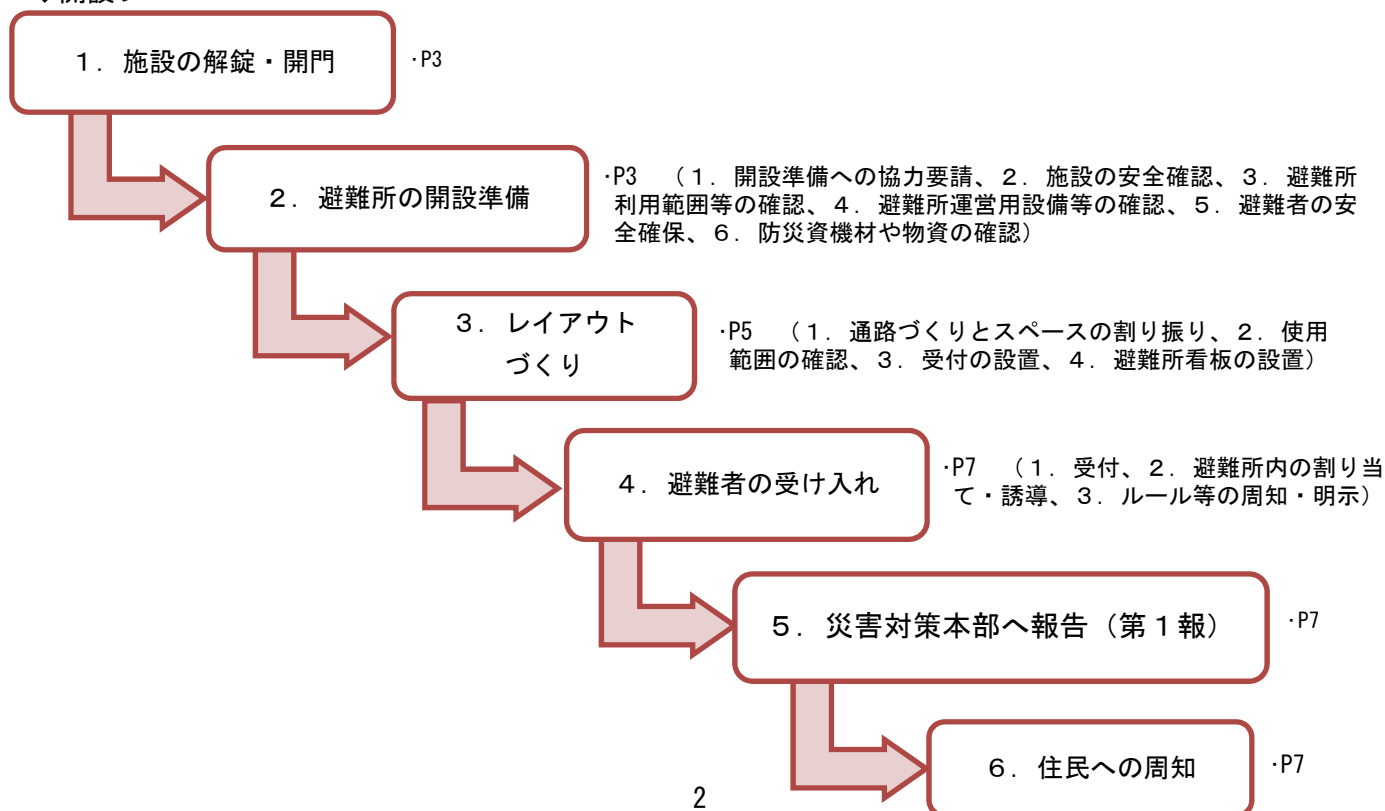 1．施設の解錠・開門
·P3
2．避難所の開設準備
·P3　（1．開設準備への協力要請、2．施設の安全確認、3．避難所
利用範囲等の確認、4．避難所運営用設備等の確認、5．避難者の安
全確保、6．防災資機材や物資の確認）
3．レイアウト
づくり
·P5　（1．通路づくりとスペースの割り振り、2．使用
範囲の確認、3．受付の設置、4．避難所看板の設置）
4．避難者の受け入れ
·P7　（1．受付、2．避難所内の割り当
て・誘導、3．ルール等の周知・明示）
5．災害対策本部へ報告（第1報）
·P7
6．住民への周知
·P7
2